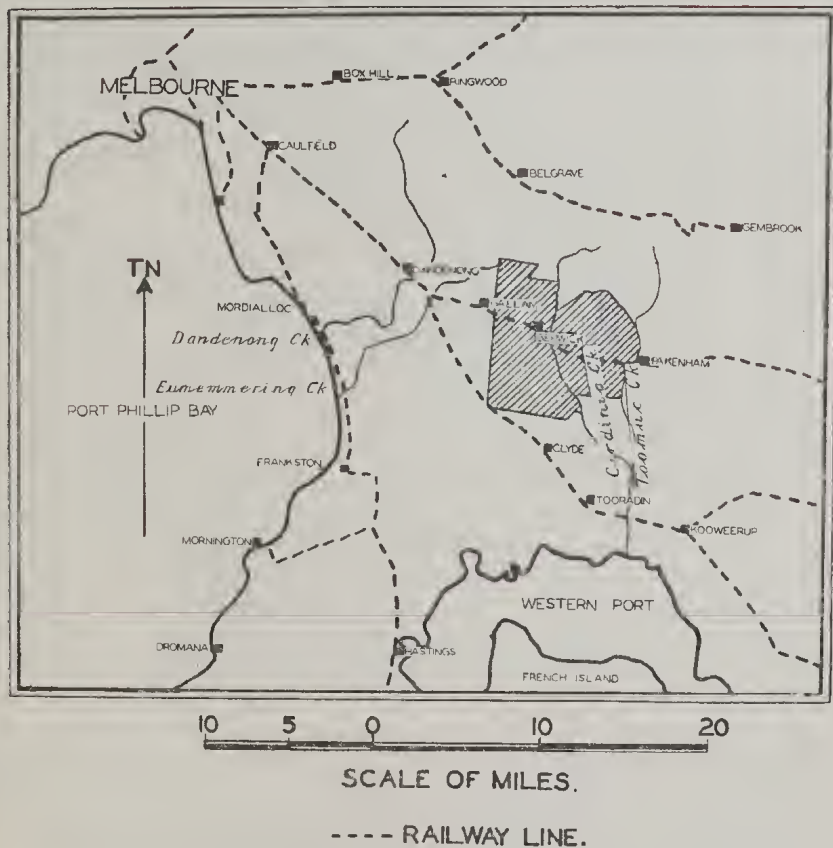 MELBOURNE
BOX HILL
RINGWOOD
CAULFIELD
BELGRAVE
GEMBROOK
TN
DANDENONG
MORDIALLOC
HALLAM
Dandenong Ck
PAKENHAM
Eumemmering Ck
Cardinia Ck
Toomuc Ck
PORT PHILLIP BAY
CLYDE
FRANKSTON
TOORADIN
KOOWEERUP
MORNINGTON
WESTERN PORT
DROMANA
HASTINGS
FRENCH ISLAND
10 5 0 10 20
SCALE OF MILES.
---- RAILWAY LINE.